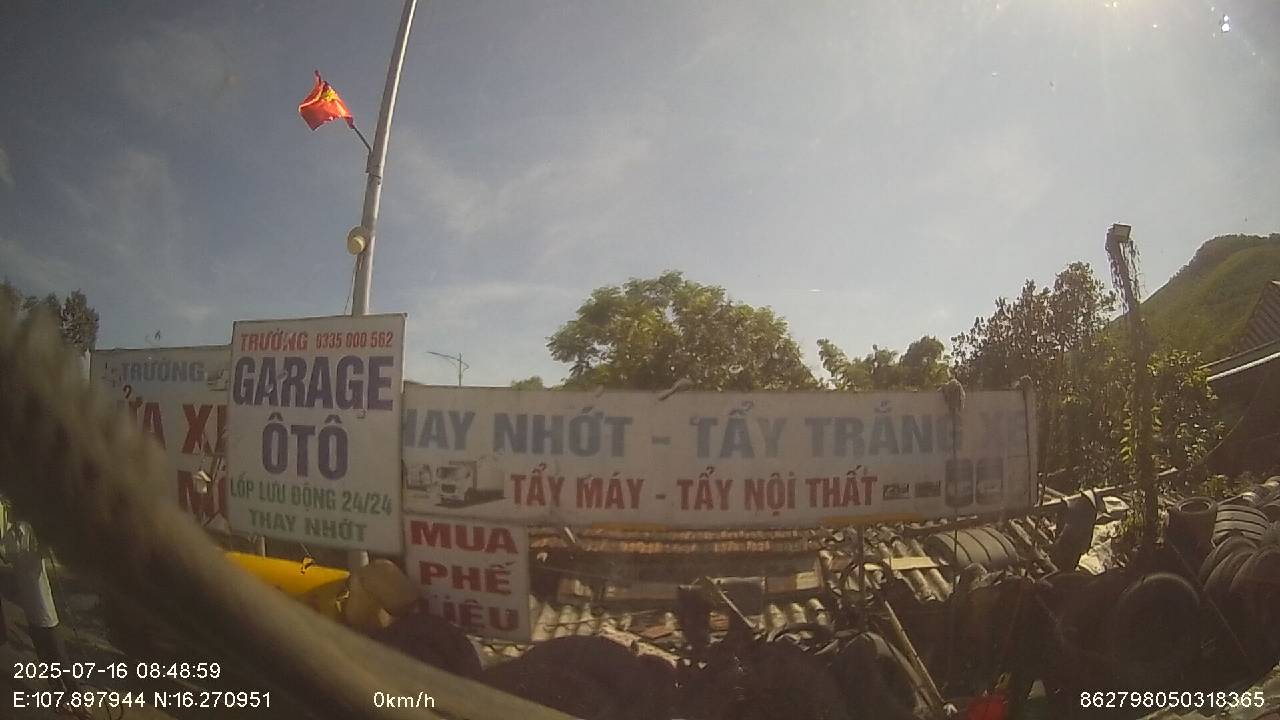 TRƯỜNG
XE
TRƯỜNG 0335 000 562
GARAGE
ÔTÔ
LỐP LƯU ĐỘNG 24/24
THAY NHỚT
THAY NHỚT - TẨY TRẮNG XE
TẨY MÁY - TẨY NỘI THẤT
MUA
PHẾ
LIỆU
2025-07-16 08:48:59
E:107.897944 N:16.270951 0km/h 862798050318365